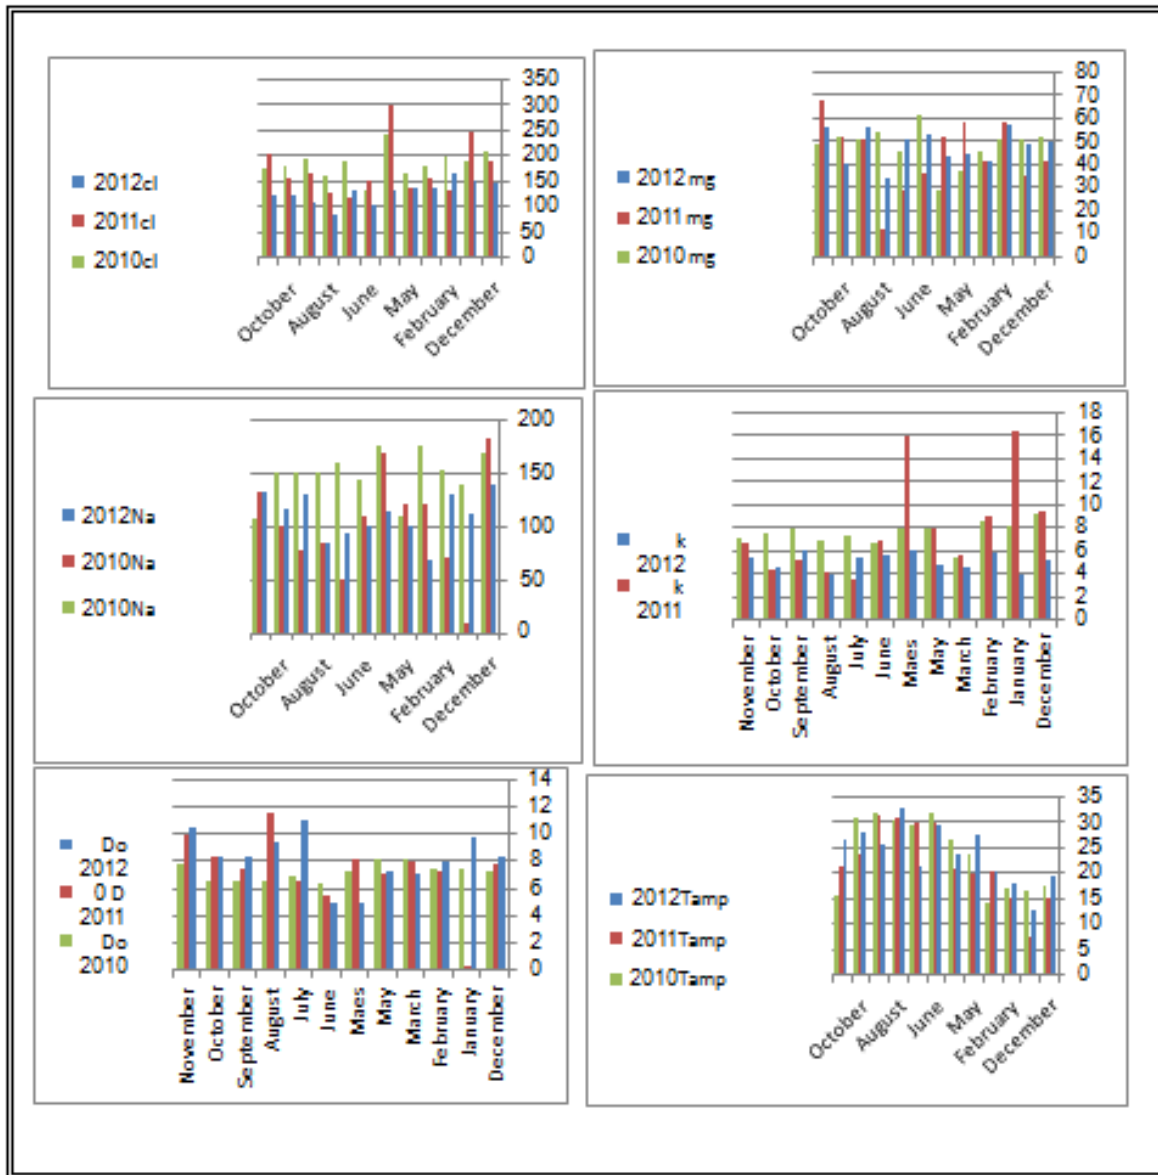 350
300
250
200
150
100
50
0
2012cl
2011cl
2010cl
October
August
June
May
February
December
80
70
60
50
40
30
20
10
0
2012mg
2011mg
2010mg
October
August
June
May
February
December
200
150
100
50
0
2012Na
2010Na
2010Na
October
August
June
May
February
December
18
16
14
12
10
8
6
4
2
0
k
2012
k
2011
November
October
September
August
July
June
Maes
May
March
February
January
December
14
12
10
8
6
4
2
0
Do
2012
0D
2011
Do
2010
November
October
September
August
July
June
Maes
May
March
February
January
December
35
30
25
20
15
10
5
0
2012Tamp
2011Tamp
2010Tamp
October
August
June
May
February
December